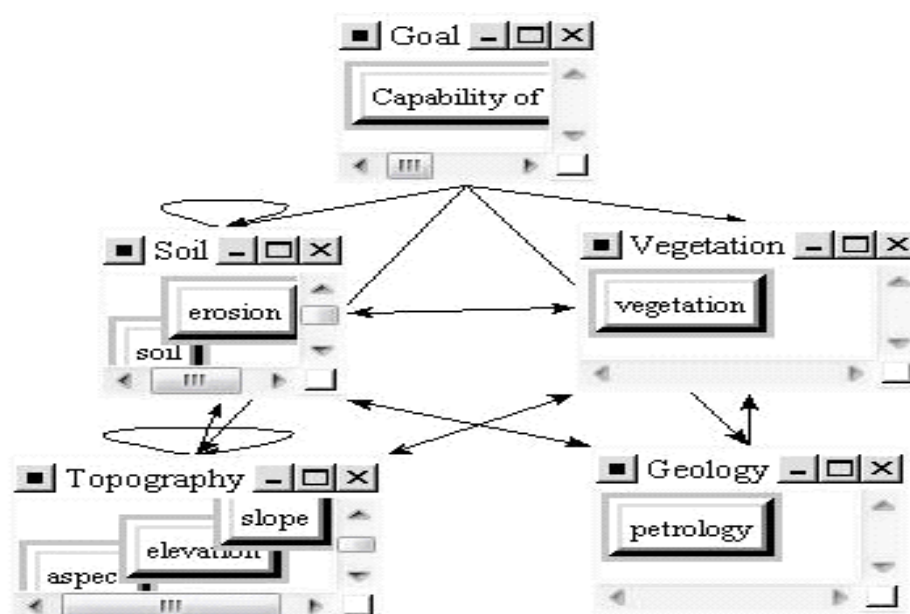 Goal
Capability of
Soil
erosion
soil
Vegetation
vegetation
Topography
slope
elevation
aspec
Geology
petrology